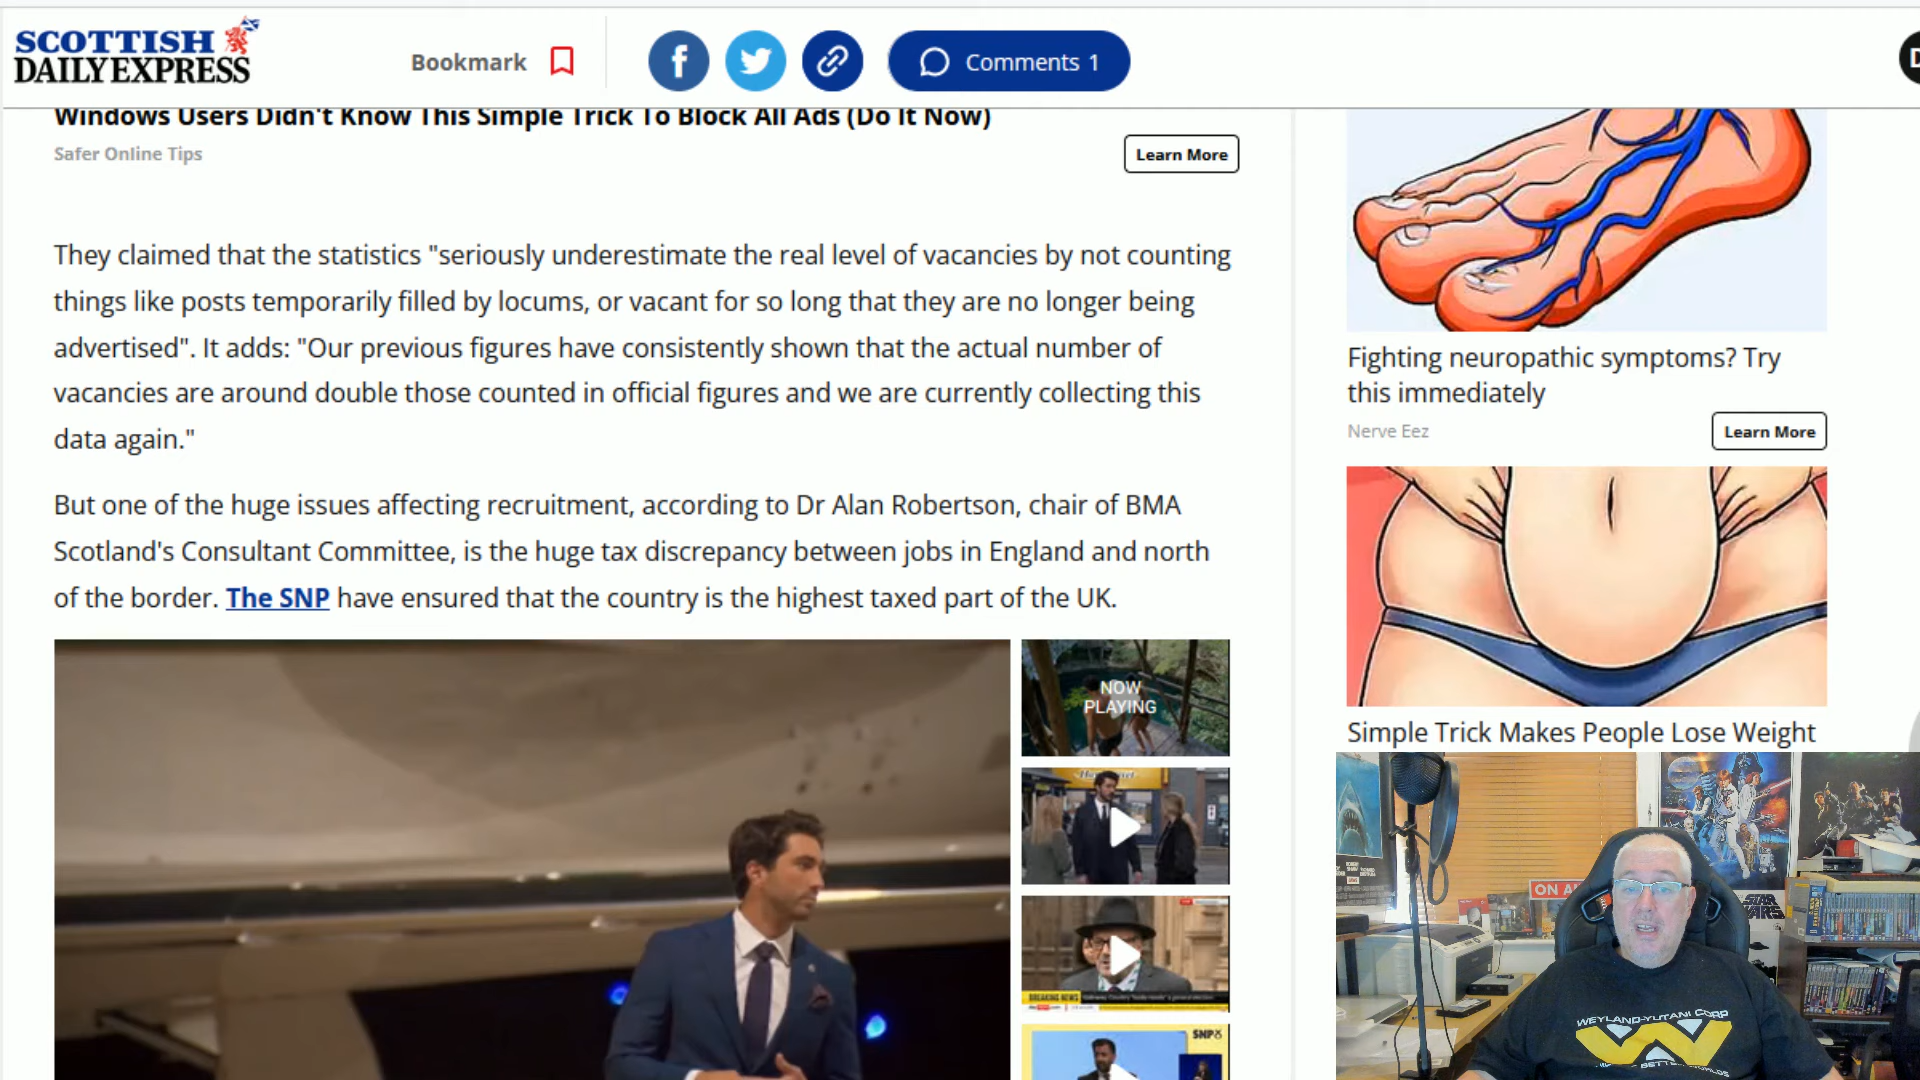 SCOTTISH
DAILY EXPRESS
Bookmark
f
Comments 1
D
Windows Users Didn't Know This Simple Trick To Block All Ads (Do It Now)
Safer Online Tips
Learn More
They claimed that the statistics "seriously underestimate the real level of vacancies by not counting
things like posts temporarily filled by locums, or vacant for so long that they are no longer being
advertised". It adds: "Our previous figures have consistently shown that the actual number of
vacancies are around double those counted in official figures and we are currently collecting this
data again."
But one of the huge issues affecting recruitment, according to Dr Alan Robertson, chair of BMA
Scotland's Consultant Committee, is the huge tax discrepancy between jobs in England and north
of the border. The SNP have ensured that the country is the highest taxed part of the UK.
NOW
PLAYING
BREAKING NEWS
SNP
Fighting neuropathic symptoms? Try
this immediately
Nerve Eez
Learn More
Simple Trick Makes People Lose Weight
ON A
STAR
WARS
WEYLAND-YUTANI CORP